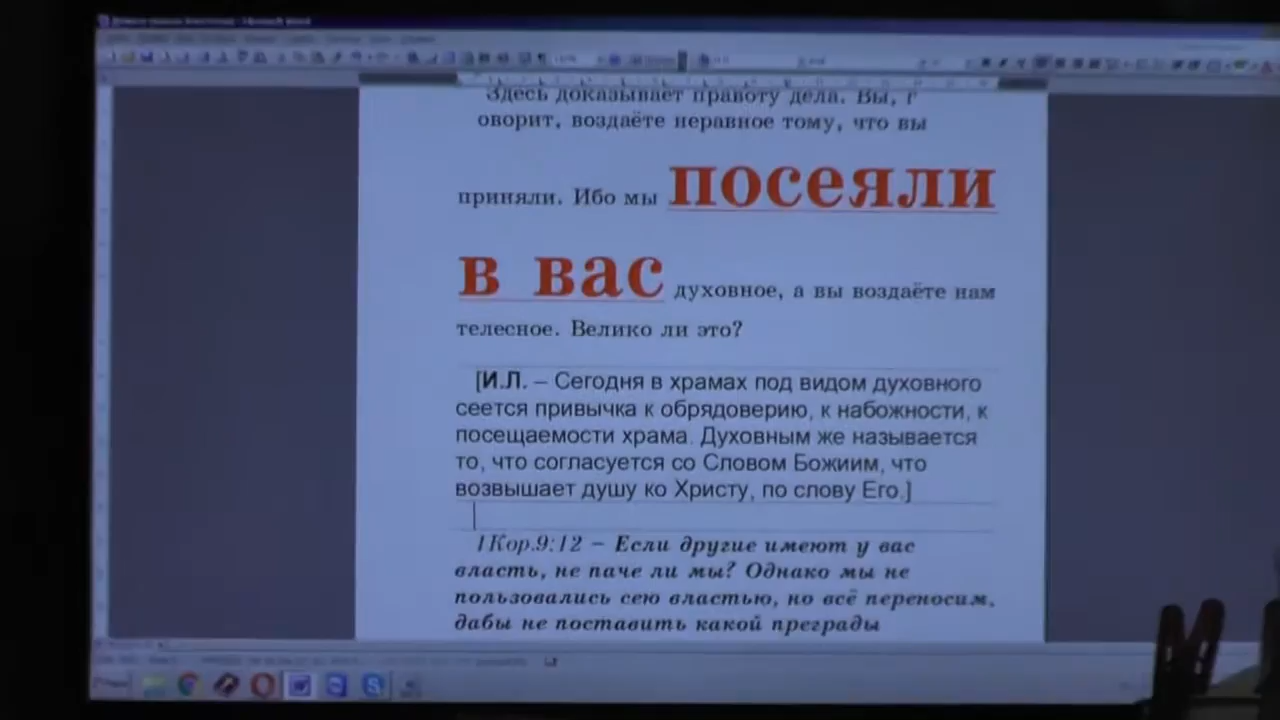 Здесь доказывает правоту дела. Вы, г
оворит, воздаёте неравное тому, что вы
приняли. Ибо мы посеяли
в вас духовное, а вы воздаёте нам
телесное. Велико ли это?
[И.Л. – Сегодня в храмах под видом духовного
сеется привычка к обрядоверию, к набожности, к
посещаемости храма. Духовным же называется
то, что согласуется со Словом Божиим, что
возвышает душу ко Христу, по слову Его.]
1Кор.9:12 – Если другие имеют у вас
власть, не паче ли мы? Однако мы не
пользовались сею властью, но всё переносим,
дабы не поставить какой преграды